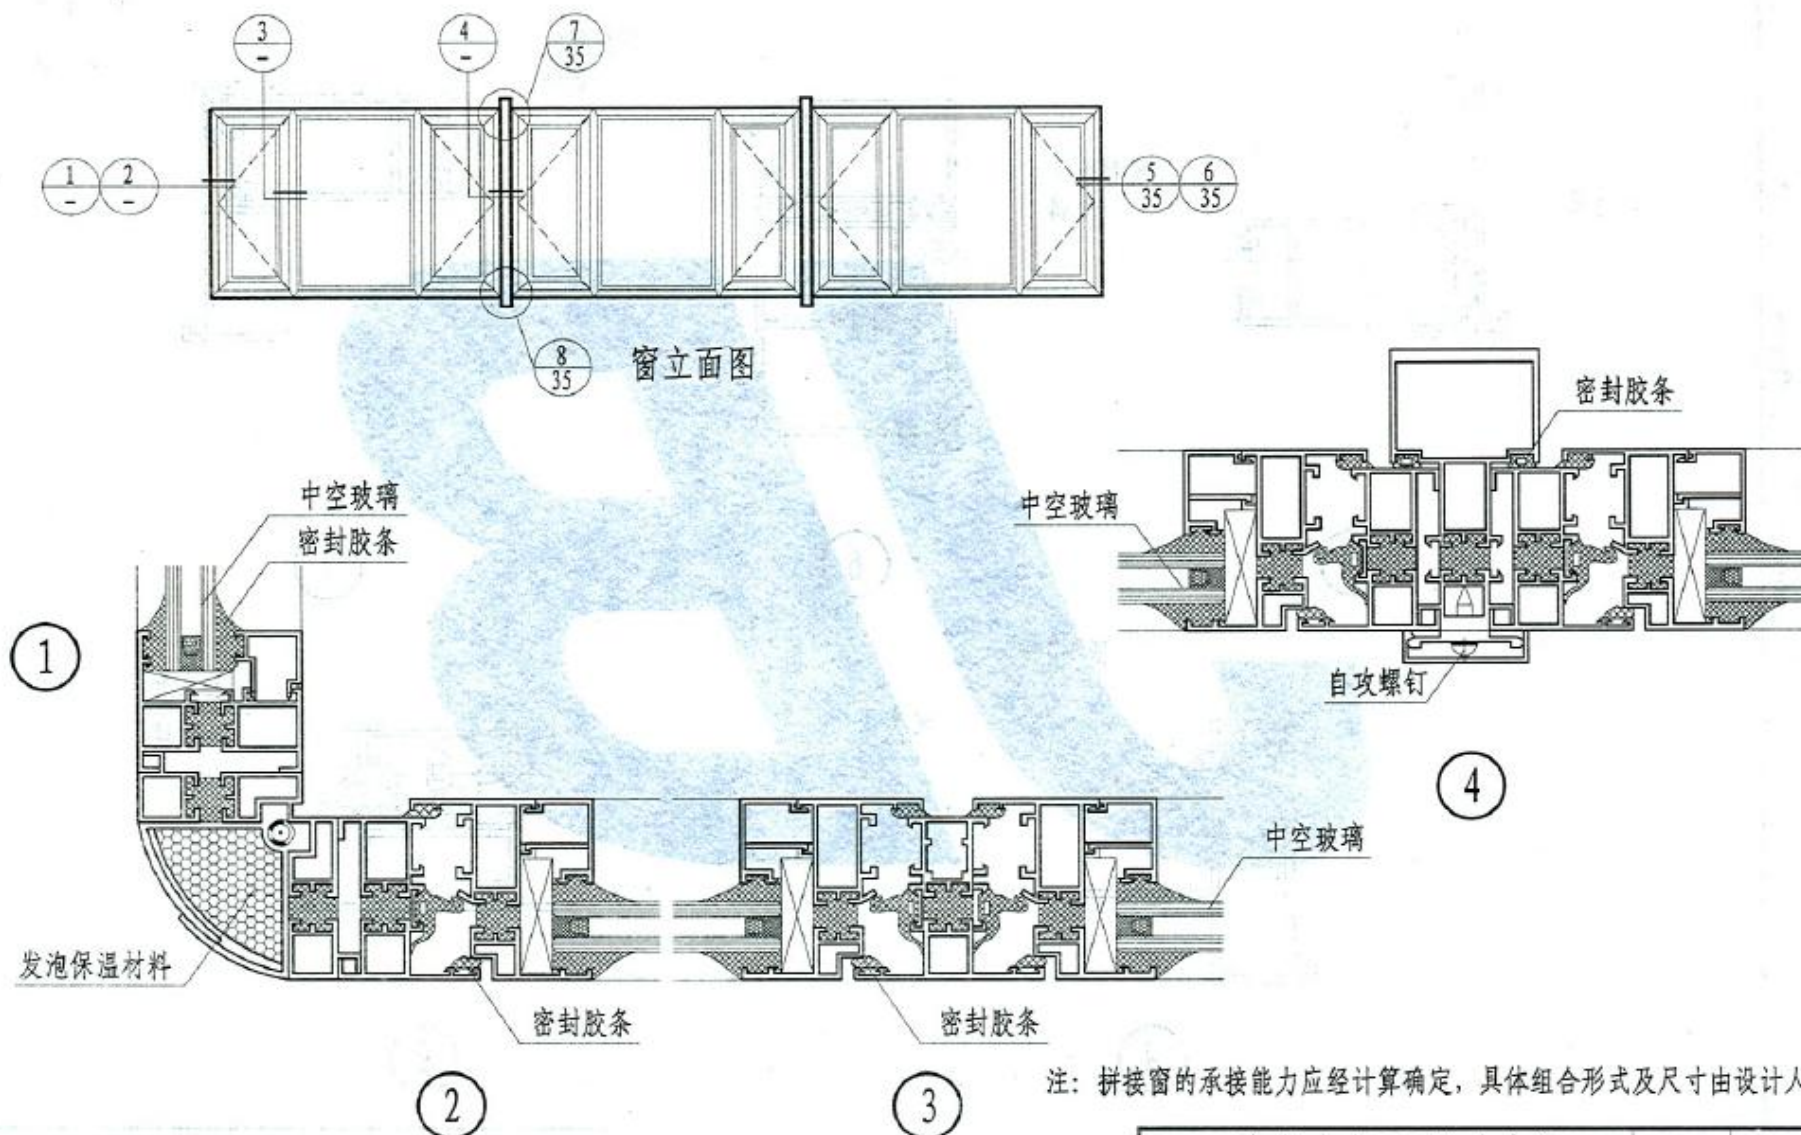 3
-
4
-
7
35
1
-
2
-
5
35
6
35
8
35
窗立面图
密封胶条
中空玻璃
中空玻璃
密封胶条
1
自攻螺钉
4
中空玻璃
发泡保温材料
密封胶条
密封胶条
2
3
注：拼接窗的承接能力应经计算确定，具体组合形式及尺寸由设计人